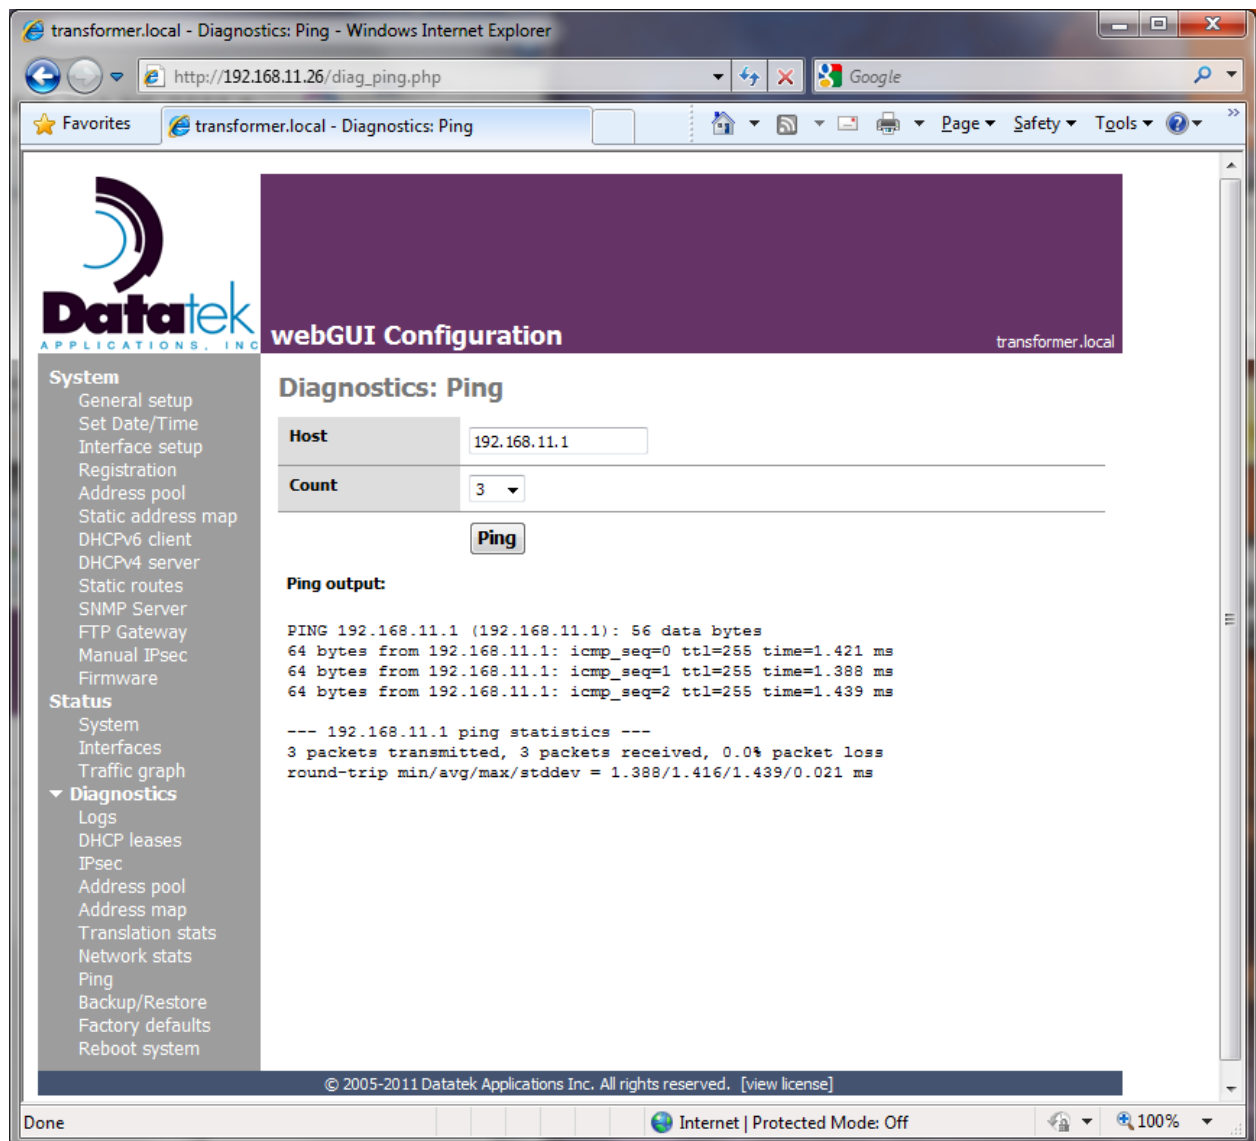 transformer.local - Diagnostics: Ping - Windows Internet Explorer
http://192.168.11.26/diag_ping.php
Google
Favorites
transformer.local - Diagnostics: Ping
Page
Safety
Tools
Datatek
APPLICATIONS, INC
webGUI Configuration
transformer.local
System
General setup
Set Date/Time
Interface setup
Registration
Address pool
Static address map
DHCPv6 client
DHCPv4 server
Static routes
SNMP Server
FTP Gateway
Manual IPsec
Firmware
Status
System
Interfaces
Traffic graph
Diagnostics
Logs
DHCP leases
IPsec
Address pool
Address map
Translation stats
Network stats
Ping
Backup/Restore
Factory defaults
Reboot system
Diagnostics: Ping
Host
192.168.11.1
Count
3
Ping
Ping output:
PING 192.168.11.1 (192.168.11.1): 56 data bytes
64 bytes from 192.168.11.1: icmp_seq=0 ttl=255 time=1.421 ms
64 bytes from 192.168.11.1: icmp_seq=1 ttl=255 time=1.388 ms
64 bytes from 192.168.11.1: icmp_seq=2 ttl=255 time=1.439 ms
--- 192.168.11.1 ping statistics ---
3 packets transmitted, 3 packets received, 0.0% packet loss
round-trip min/avg/max/stddev = 1.388/1.416/1.439/0.021 ms
© 2005-2011 Datatek Applications Inc. All rights reserved. [view license]
Done
Internet | Protected Mode: Off
100%